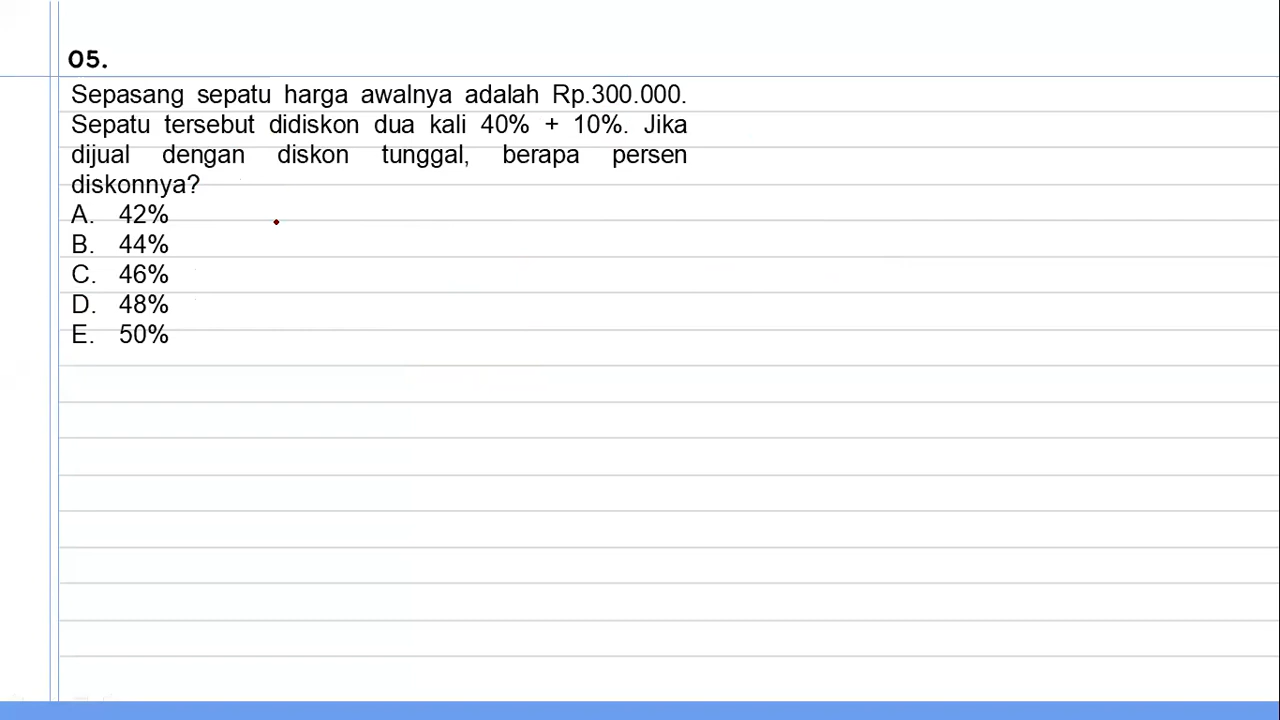 05.
Sepasang sepatu harga awalnya adalah Rp.300.000.
Sepatu tersebut didiskon dua kali 40% + 10%. Jika
dijual dengan diskon tunggal, berapa persen
diskonnya?
A. 42%
B. 44%
C. 46%
D. 48%
E. 50%